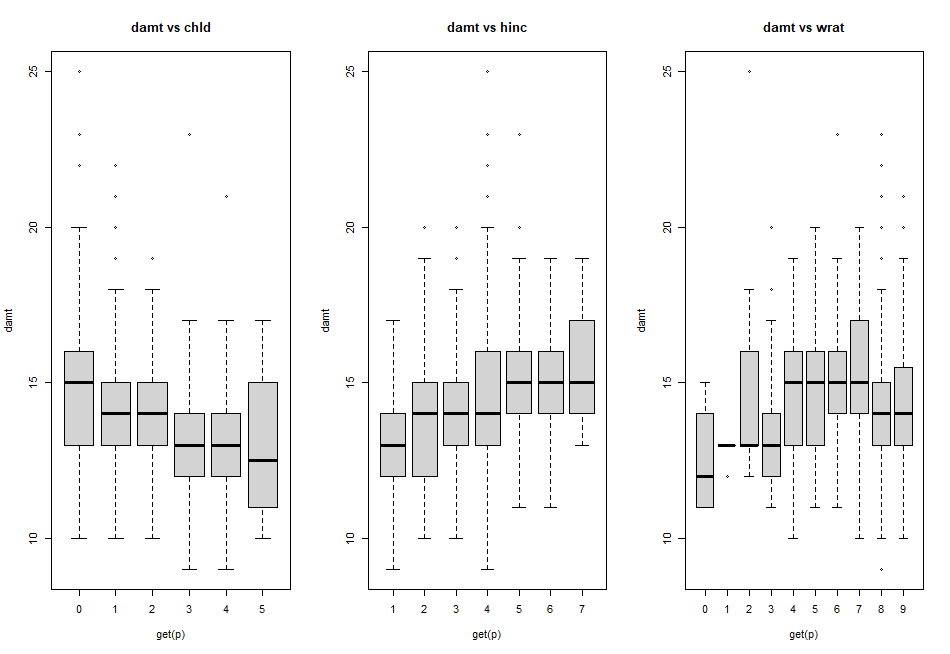 damt vs chld
damt
25
20
15
10
0 1 2 3 4 5
get(p)
damt vs hinc
damt
25
20
15
10
1 2 3 4 5 6 7
get(p)
damt vs wrat
damt
25
20
15
10
0 1 2 3 4 5 6 7 8 9
get(p)